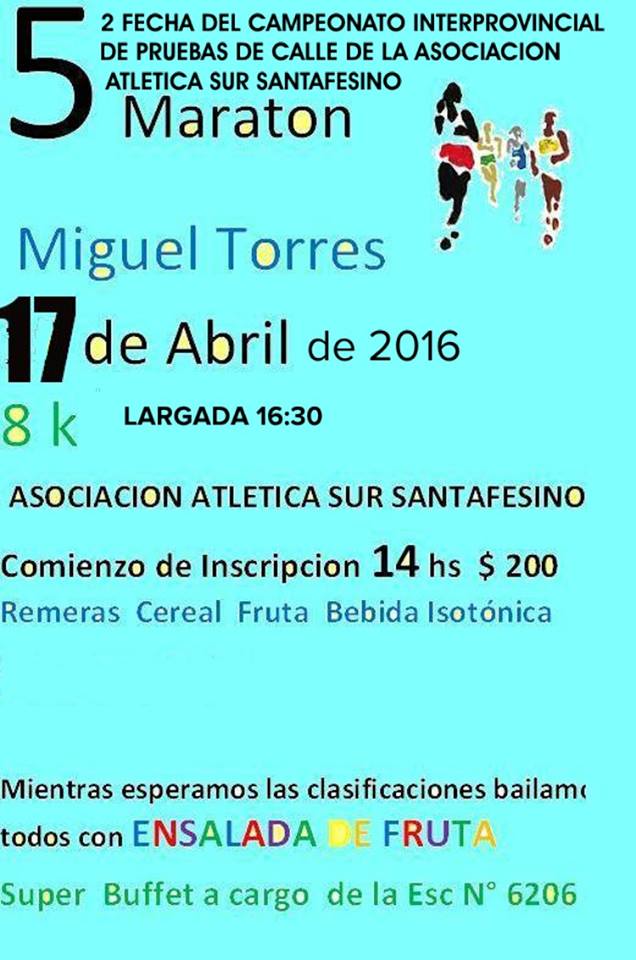 5
2 FECHA DEL CAMPEONATO INTERPROVINCIAL
DE PRUEBAS DE CALLE DE LA ASOCIACION
ATLETICA SUR SANTAFESINO
Maraton
Miguel Torres
17 de Abril de 2016
8 k LARGADA 16:30
ASOCIACION ATLETICA SUR SANTAFESINO
Comienzo de Inscripcion 14 hs $ 200
Remeras Cereal Fruta Bebida Isotónica
Mientras esperamos las clasificaciones bailamo
todos con ENSALADA DE FRUTA
Super Buffet a cargo de la Esc N° 6206